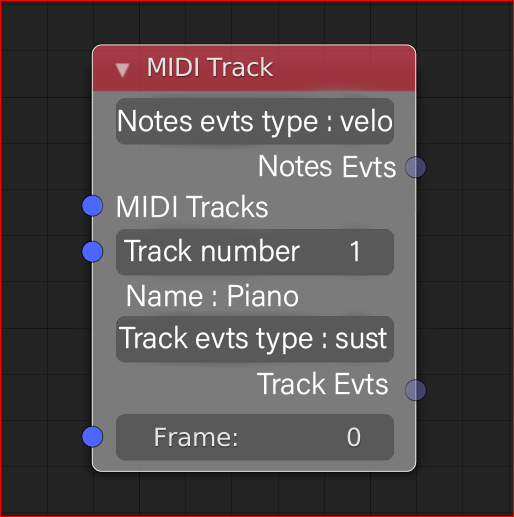 MIDI Track
Notes evts type : velo
Notes Evts
MIDI Tracks
Track number 1
Name : Piano
Track evts type : sust
Track Evts
Frame: 0